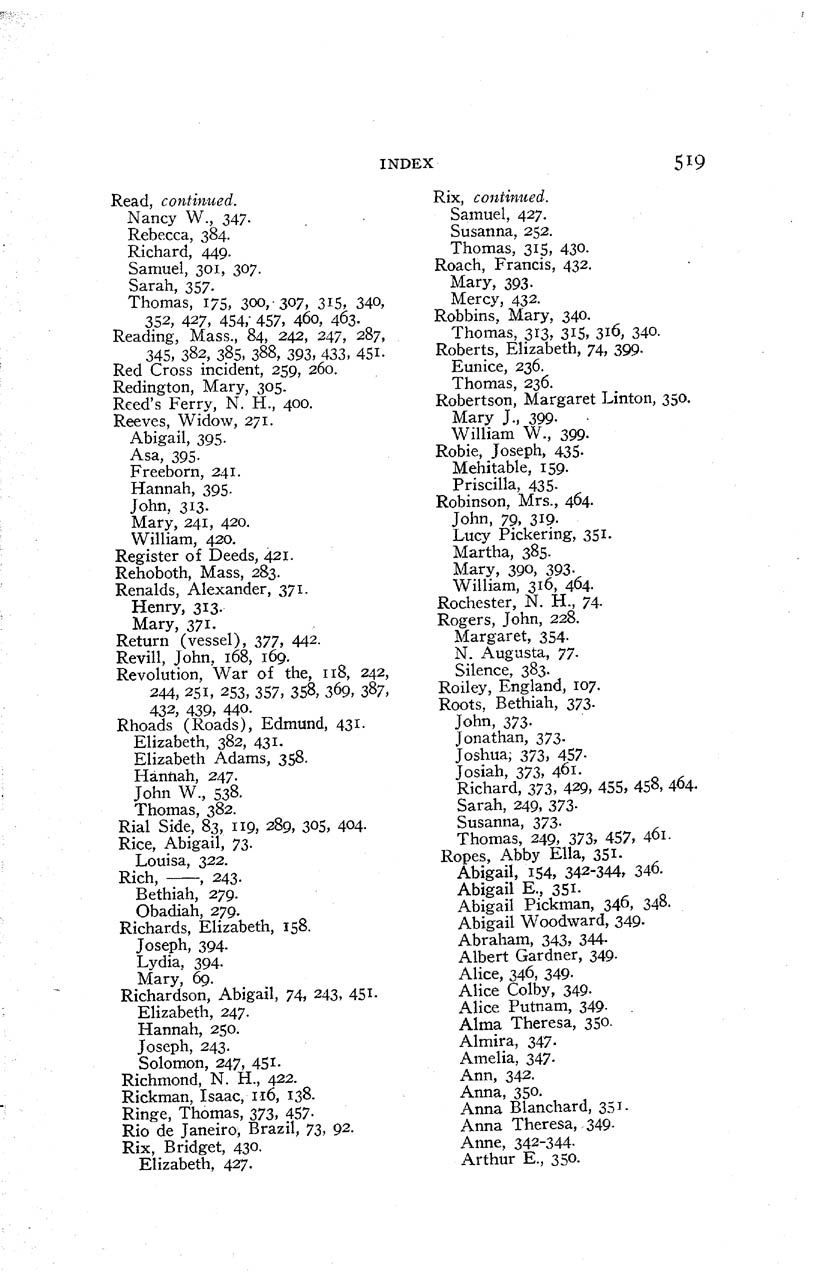 INDEX 519
Read, continued.
Nancy W., 347.
Rebecca, 384.
Richard, 449.
Samuel, 301, 307.
Sarah, 357.
Thomas, 175, 300, 307, 315, 340,
352, 427, 454, 457, 460, 463.
Reading, Mass., 84, 242, 247, 287,
345, 382, 385, 388, 393, 433, 451.
Red Cross incident, 259, 260.
Redington, Mary, 305.
Reed's Ferry, N. H., 400.
Reeves, Widow, 271.
Abigail, 395.
Asa, 395.
Freeborn, 241.
Hannah, 395.
John, 313.
Mary, 241, 420.
William, 420.
Register of Deeds, 421.
Rehoboth, Mass, 283.
Renalds, Alexander, 371.
Henry, 313.
Mary, 371.
Return (vessel), 377, 442.
Revill, John, 168, 169.
Revolution, War of the, 118, 242,
244, 251, 253, 357, 358, 369, 387,
432, 439, 440.
Rhoads (Roads), Edmund, 431.
Elizabeth, 382, 431.
Elizabeth Adams, 358.
Hannah, 247.
John W., 538.
Thomas, 382.
Rial Side, 83, 119, 289, 305, 404.
Rice, Abigail, 73.
Louisa, 322.
Rich, ——, 243.
Bethiah, 279.
Obadiah, 279.
Richards, Elizabeth, 158.
Joseph, 394.
Lydia, 394.
Mary, 69.
Richardson, Abigail, 74, 243, 451.
Elizabeth, 247.
Hannah, 250.
Joseph, 243.
Solomon, 247, 451.
Richmond, N. H., 422.
Rickman, Isaac, 116, 138.
Ringe, Thomas, 373, 457.
Rio de Janeiro, Brazil, 73, 92.
Rix, Bridget, 430.
Elizabeth, 427.
Rix, continued.
Samuel, 427.
Susanna, 252.
Thomas, 315, 430.
Roach, Francis, 432.
Mary, 393.
Mercy, 432.
Robbins, Mary, 340.
Thomas, 313, 315, 316, 340.
Roberts, Elizabeth, 74, 399.
Eunice, 236.
Thomas, 236.
Robertson, Margaret Linton, 350.
Mary J., 399.
William W., 399.
Robie, Joseph, 435.
Mehitable, 159.
Priscilla, 435.
Robinson, Mrs., 464.
John, 79, 319.
Lucy Pickering, 351.
Martha, 385.
Mary, 390, 393.
William, 316, 464.
Rochester, N. H., 74.
Rogers, John, 228.
Margaret, 354.
N. Augusta, 77.
Silence, 383.
Roiley, England, 107.
Roots, Bethiah, 373.
John, 373.
Jonathan, 373.
Joshua; 373, 457.
Josiah, 373, 461.
Richard, 373, 429, 455, 458, 464.
Sarah, 249, 373.
Susanna, 373.
Thomas, 249, 373, 457, 461.
Ropes, Abby Ella, 351.
Abigail, 154, 342-344, 346.
Abigail E., 351.
Abigail Pickman, 346, 348.
Abigail Woodward, 349.
Abraham, 343, 344.
Albert Gardner, 349.
Alice, 346, 349.
Alice Colby, 349.
Alice Putnam, 349.
Alma Theresa, 350.
Almira, 347.
Amelia, 347.
Ann, 342.
Anna, 350.
Anna Blanchard, 351.
Anna Theresa, 349.
Anne, 342-344.
Arthur E., 350.